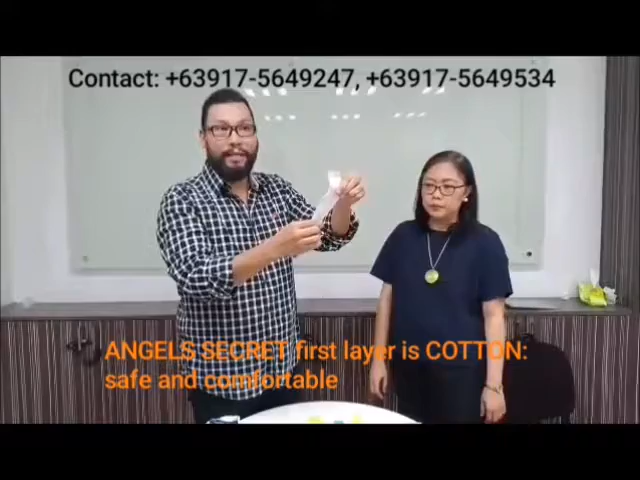 Contact: +63917-5649247, +63917-5649534
ANGELS SECRET first layer is COTTON:
safe and comfortable